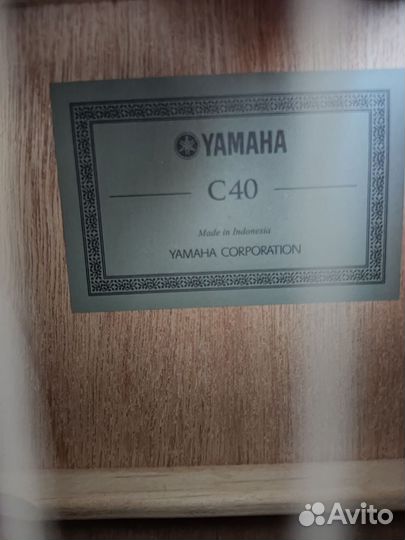 YAMAHA
C40
Made in Indonesia
YAMAHA CORPORATION
Avito